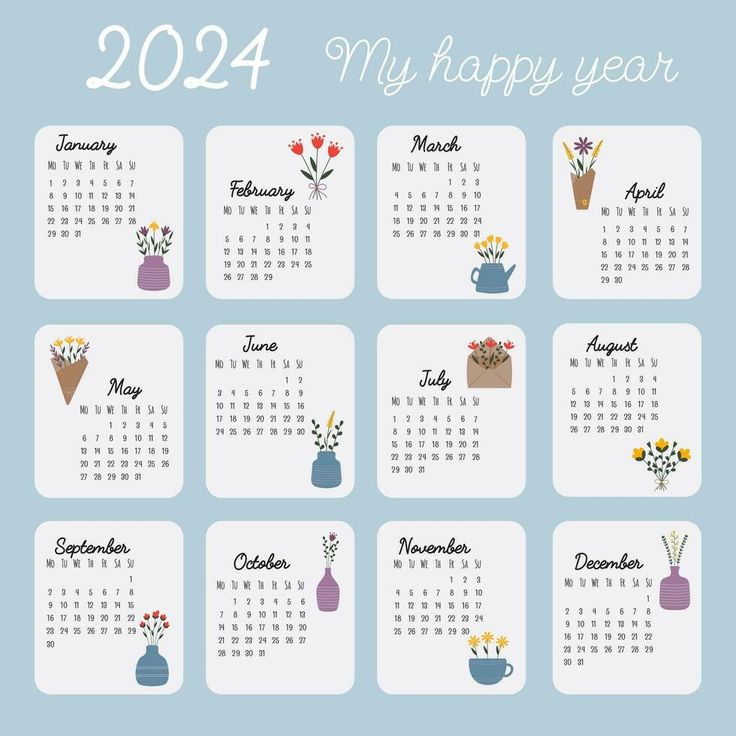 2024 My happy year
January
MO TU WE TH FR SA SU
1 2 3 4 5 6 7
8 9 10 11 12 13 14
15 16 17 18 19 20 21
22 23 24 25 26 27 28
29 30 31
February
MO TU WE TH FR SA SU
1 2 3 4
5 6 7 8 9 10 11
12 13 14 15 16 17 18
19 20 21 22 23 24 25
26 27 28 29
March
MO TU WE TH FR SA SU
1 2 3
4 5 6 7 8 9 10
11 12 13 14 15 16 17
18 19 20 21 22 23 24
25 26 27 28 29 30 31
April
MO TU WE TH FR SA SU
1 2 3 4 5 6 7
8 9 10 11 12 13 14
15 16 17 18 19 20 21
22 23 24 25 26 27 28
29 30
May
MO TU WE TH FR SA SU
1 2 3 4 5
6 7 8 9 10 11 12
13 14 15 16 17 18 19
20 21 22 23 24 25 26
27 28 29 30 31
June
MO TU WE TH FR SA SU
1 2
3 4 5 6 7 8 9
10 11 12 13 14 15 16
17 18 19 20 21 22 23
24 25 26 27 28 29 30
July
MO TU WE TH FR SA SU
1 2 3 4 5 6 7
8 9 10 11 12 13 14
15 16 17 18 19 20 21
22 23 24 25 26 27 28
29 30 31
August
MO TU WE TH FR SA SU
1 2 3 4
5 6 7 8 9 10 11
12 13 14 15 16 17 18
19 20 21 22 23 24 25
26 27 28 29 30 31
September
MO TU WE TH FR SA SU
1
2 3 4 5 6 7 8
9 10 11 12 13 14 15
16 17 18 19 20 21 22
23 24 25 26 27 28 29
30
October
MO TU WE TH FR SA SU
1 2 3 4 5 6
7 8 9 10 11 12 13
14 15 16 17 18 19 20
21 22 23 24 25 26 27
28 29 30 31
November
MO TU WE TH FR SA SU
1 2 3
4 5 6 7 8 9 10
11 12 13 14 15 16 17
18 19 20 21 22 23 24
25 26 27 28 29 30
December
MO TU WE TH FR SA SU
1
2 3 4 5 6 7 8
9 10 11 12 13 14 15
16 17 18 19 20 21 22
23 24 25 26 27 28 29
30 31